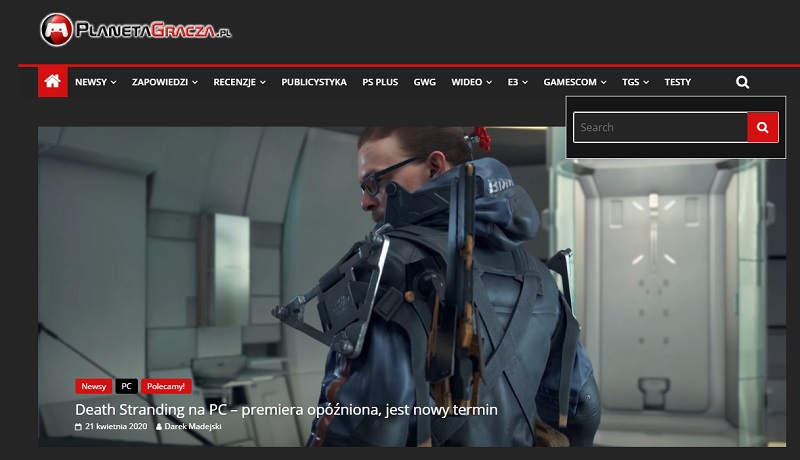 PlanetaGracza.pl
NEWSY ZAPOWIEDZI RECENZJE PUBLICYSTYKA PS PLUS GWG WIDEO E3 GAMESCOM TGS TESTY
Search
Newsy PC Polecamy!
Death Stranding na PC – premiera opóźniona, jest nowy termin
21 kwietnia 2020 Darek Madejski